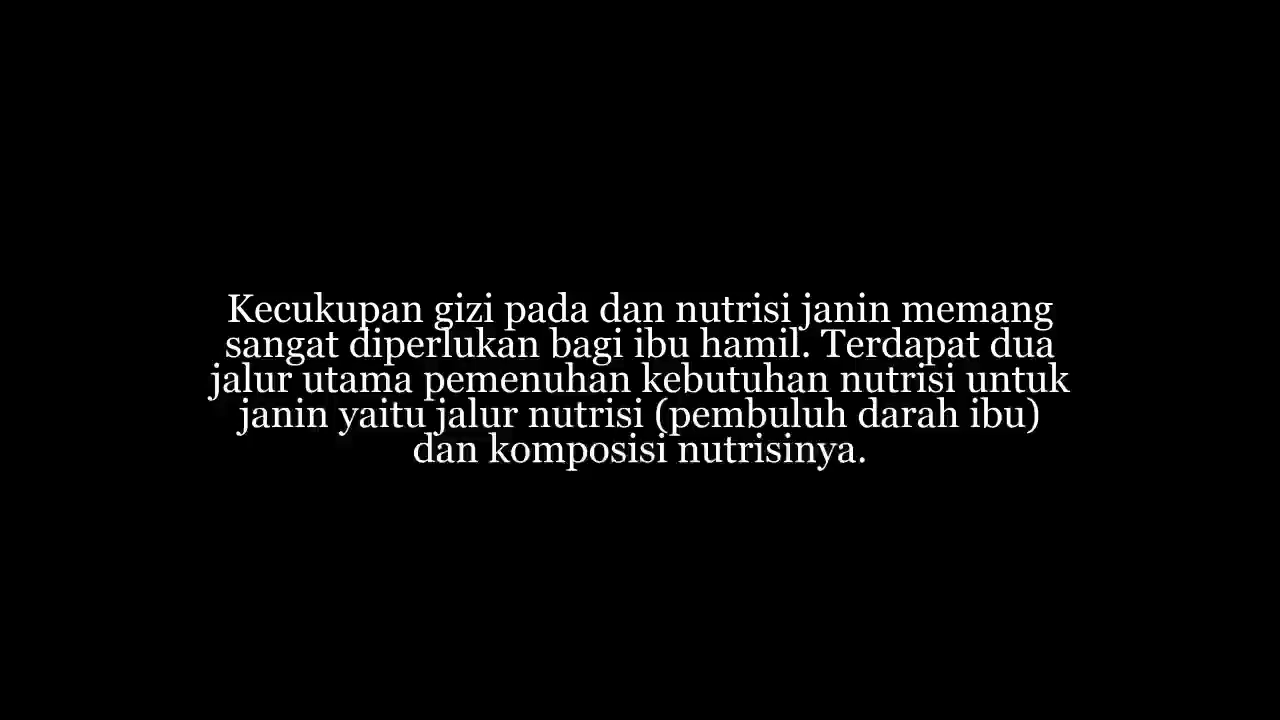 Kecukupan gizi pada dan nutrisi janin memang
sangat diperlukan bagi ibu hamil. Terdapat dua
jalur utama pemenuhan kebutuhan nutrisi untuk
janin yaitu jalur nutrisi (pembuluh darah ibu)
dan komposisi nutrisinya.